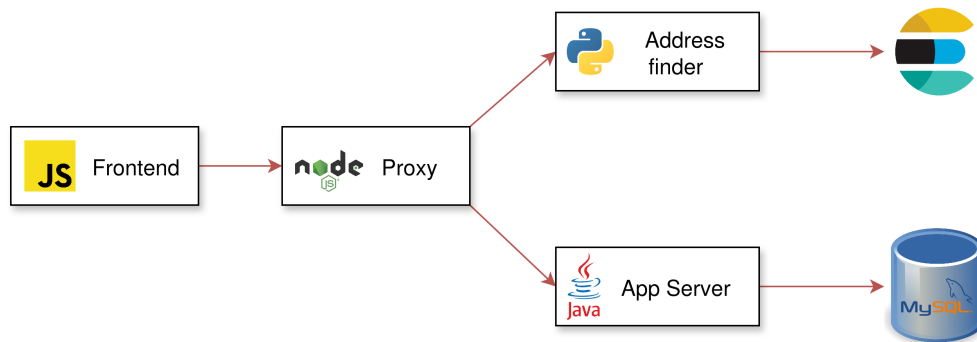 JS
Frontend
node
JS
Proxy
Address
finder
Java
App Server
MySQL